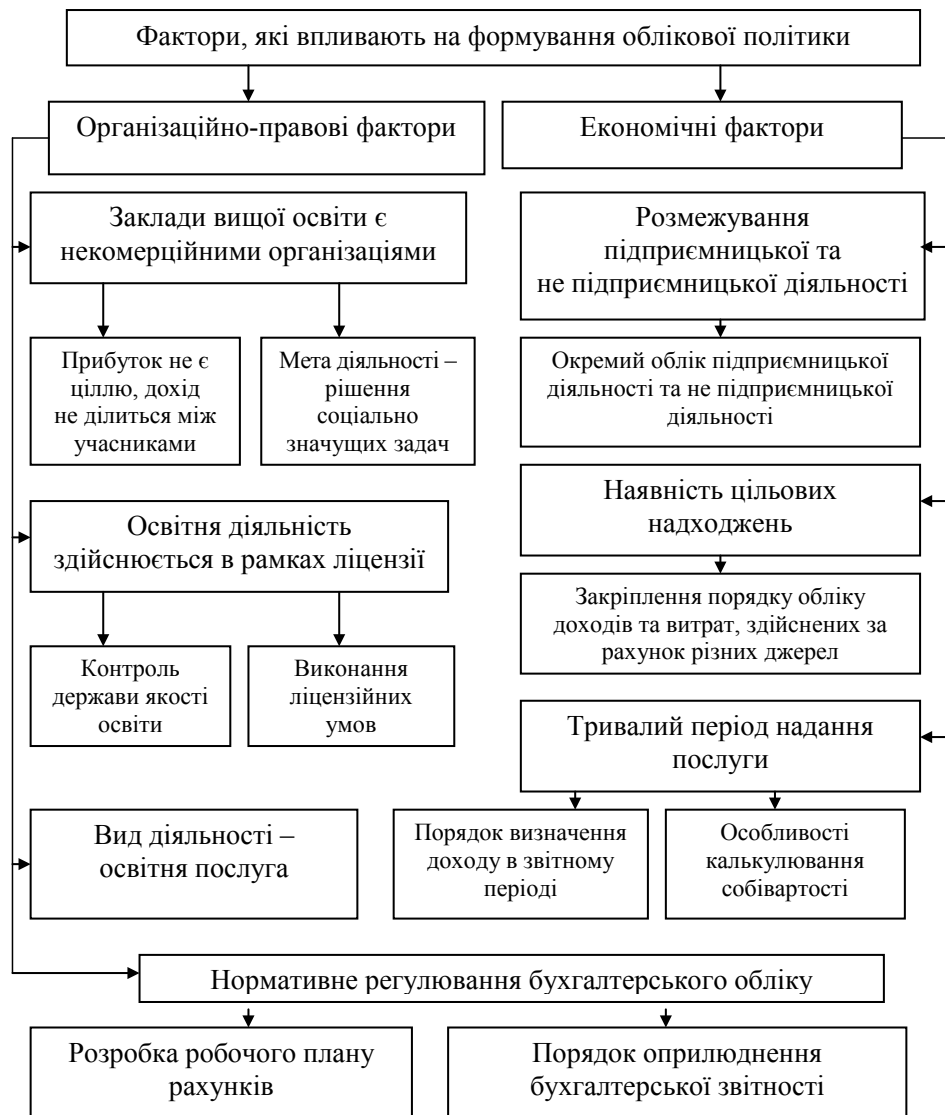 Фактори, які впливають на формування облікової політики
Організаційно-правові фактори
Економічні фактори
Заклади вищої освіти є
некомерційними організаціями
Розмежування
підприємницької та
не підприємницької діяльності
Прибуток не є
ціллю, дохід
не ділиться між
учасниками
Мета діяльності –
рішення
соціально
значущих задач
Окремий облік підприємницької
діяльності та не підприємницької
діяльності
Освітня діяльність
здійснюється в рамках ліцензії
Наявність цільових
надходжень
Контроль
держави якості
освіти
Виконання
ліцензійних
умов
Закріплення порядку обліку
доходів та витрат, здійснених за
рахунок різних джерел
Тривалий період надання
послуги
Вид діяльності –
освітня послуга
Порядок визначення
доходу в звітному
періоді
Особливості
калькулювання
собівартості
Нормативне регулювання бухгалтерського обліку
Розробка робочого плану
рахунків
Порядок оприлюднення
бухгалтерської звітності